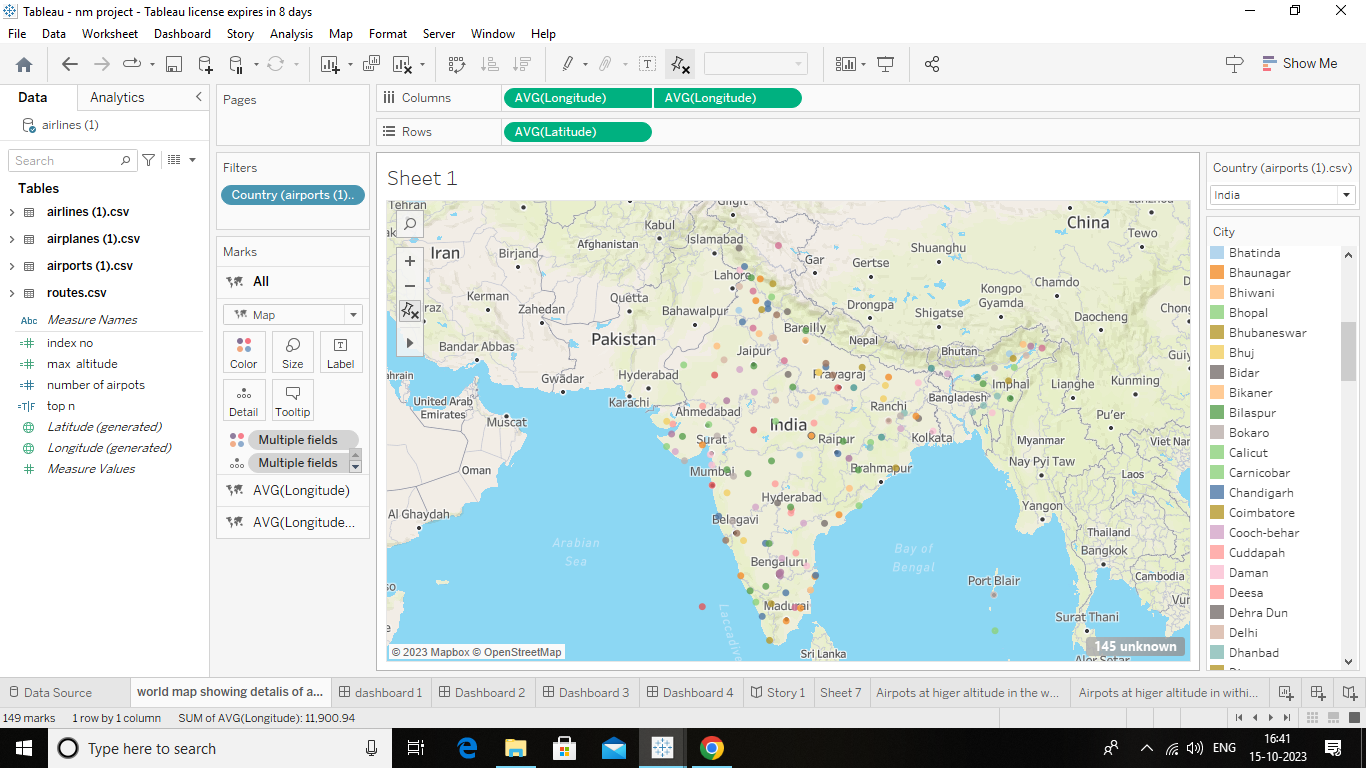 Tableau - nm project - Tableau license expires in 8 days
File Data Worksheet Dashboard Story Analysis Map Format Server Window Help
Show Me
Data Analytics
airlines (1)
Search
Tables
airlines (1).csv
airplanes (1).csv
airports (1).csv
routes.csv
Abc Measure Names
index no
max altitude
number of airpots
=T|F top n
Latitude (generated)
Longitude (generated)
Measure Values
Pages
Filters
Country (airports (1)..
Marks
All
Map
Color Size Label
Detail Tooltip
Multiple fields
Multiple fields
AVG(Longitude)
AVG(Longitude...
Columns AVG(Longitude) AVG(Longitude)
Rows AVG(Latitude)
Sheet 1
Tehran
Gilgit
Kabul
China
Iran
Birjand
Afghanistan
Islamabad
Shuanghu
Tewo
Lahore
Gar
Gertse
Chamdo
Kerman
Zahedan
Quetta
Bahawalpur
Drongpa
Kongpo
Gyamda
Shigatse
Daocheng
Bareilly
Nepal
Bandar Abbas
Pakistan
Jaipur
Bhutan
Gwadar
Hyderabad
Prayagraj
Imphal
Lianghe
Kunming
United Arab
Emirates
Karachi
Ranchi
Bangladesh
Pu'er
Muscat
Ahmedabad
India
Surat
Raipur
Kolkata
Myanmar
Viet Nam
Oman
Mumbai
Brahmapur
Nay Pyi Taw
Laos
Hyderabad
Al Ghaydah
Yangon
Belagavi
Thailand
Arabian
Sea
Bay of
Bengal
Bangkok
Bengaluru
Cambodia
Port Blair
Madurai
Laccadive
Surat Thani
Sri Lanka
Alor Setar
© 2023 Mapbox © OpenStreetMap
145 unknown
Country (airports (1).csv)
India
City
Bhatinda
Bhaunagar
Bhiwani
Bhopal
Bhubaneswar
Bhuj
Bidar
Bikaner
Bilaspur
Bokaro
Calicut
Carnicobar
Chandigarh
Coimbatore
Cooch-behar
Cuddapah
Daman
Deesa
Dehra Dun
Delhi
Dhanbad
Data Source world map showing detalis of a... dashboard 1 Dashboard 2 Dashboard 3 Dashboard 4 Story 1 Sheet 7 Airpots at higer altitude in the w... Airpots at higer altitude in withi...
149 marks 1 row by 1 column SUM of AVG(Longitude): 11,900.94
Type here to search
ENG
16:41
15-10-2023